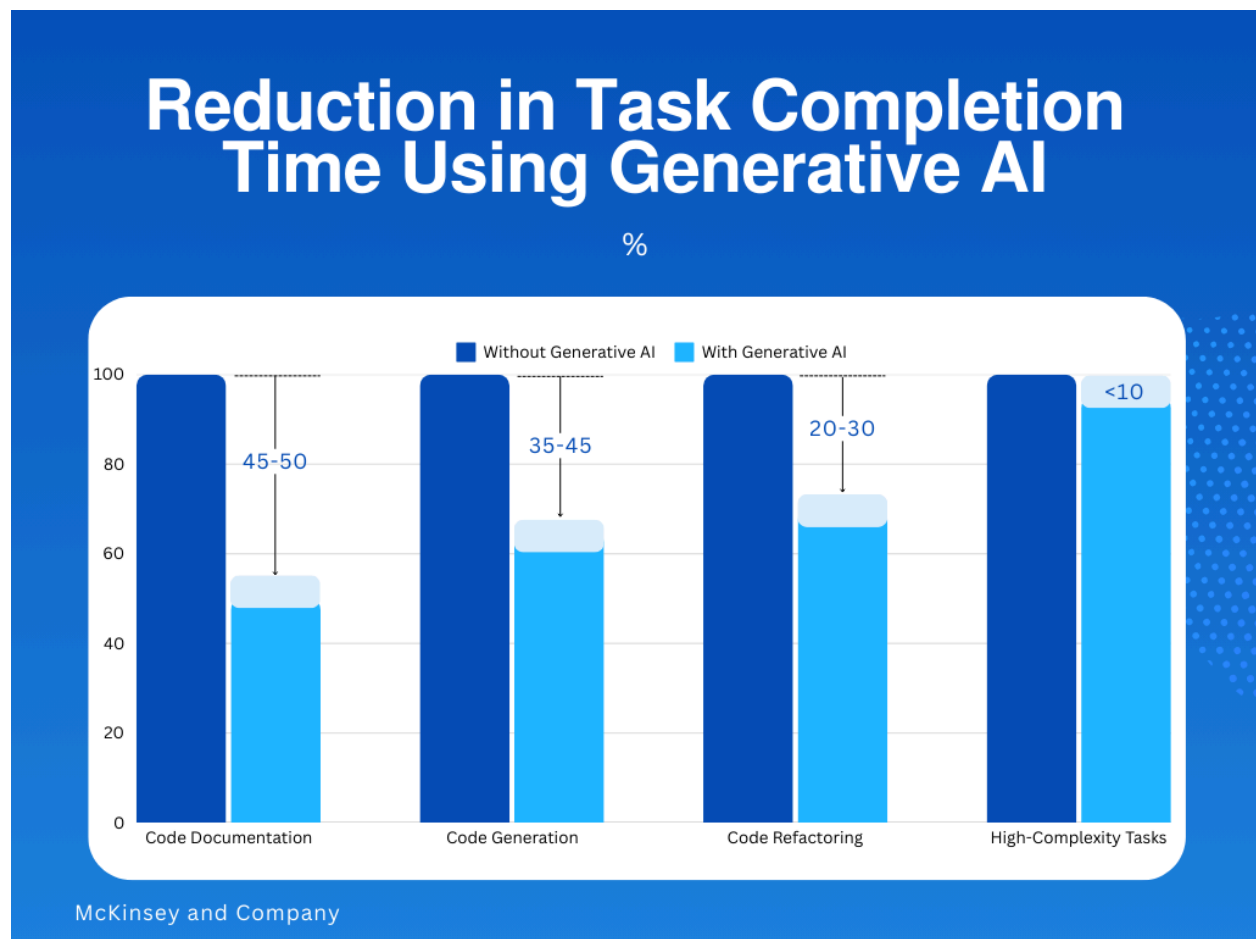 Reduction in Task Completion
Time Using Generative AI
%
Without Generative AI
With Generative AI
100
80
60
40
20
0
45-50
35-45
20-30
<10
Code Documentation
Code Generation
Code Refactoring
High-Complexity Tasks
McKinsey and Company